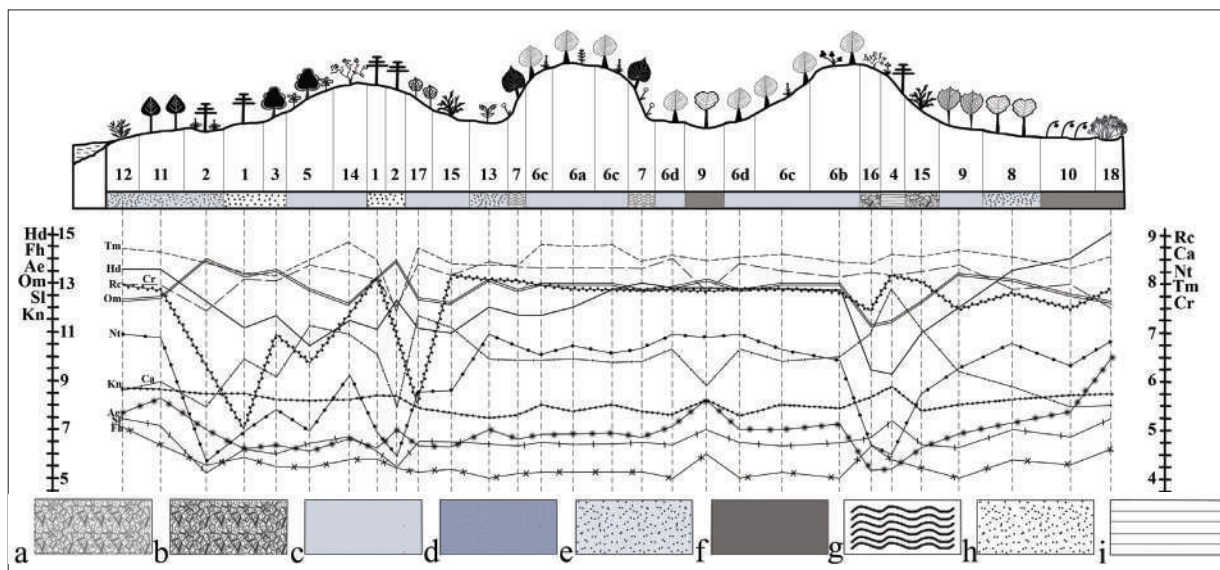 12 11 2 1 3 5 14 1 2 17 15 13 7 6c 6a 6c 7 6d 9 6d 6c 6b 16 4 15 9 8 10 18
Hd 15 9 Rc
Fh Tm Ca
Ae Hd Cr 8 Nt
Om 13 Rc Tm
Sl Om Cr
Kn
11 Nt 7
9 Kn Ca 6
7 5
5 4
a b c d e f g h i